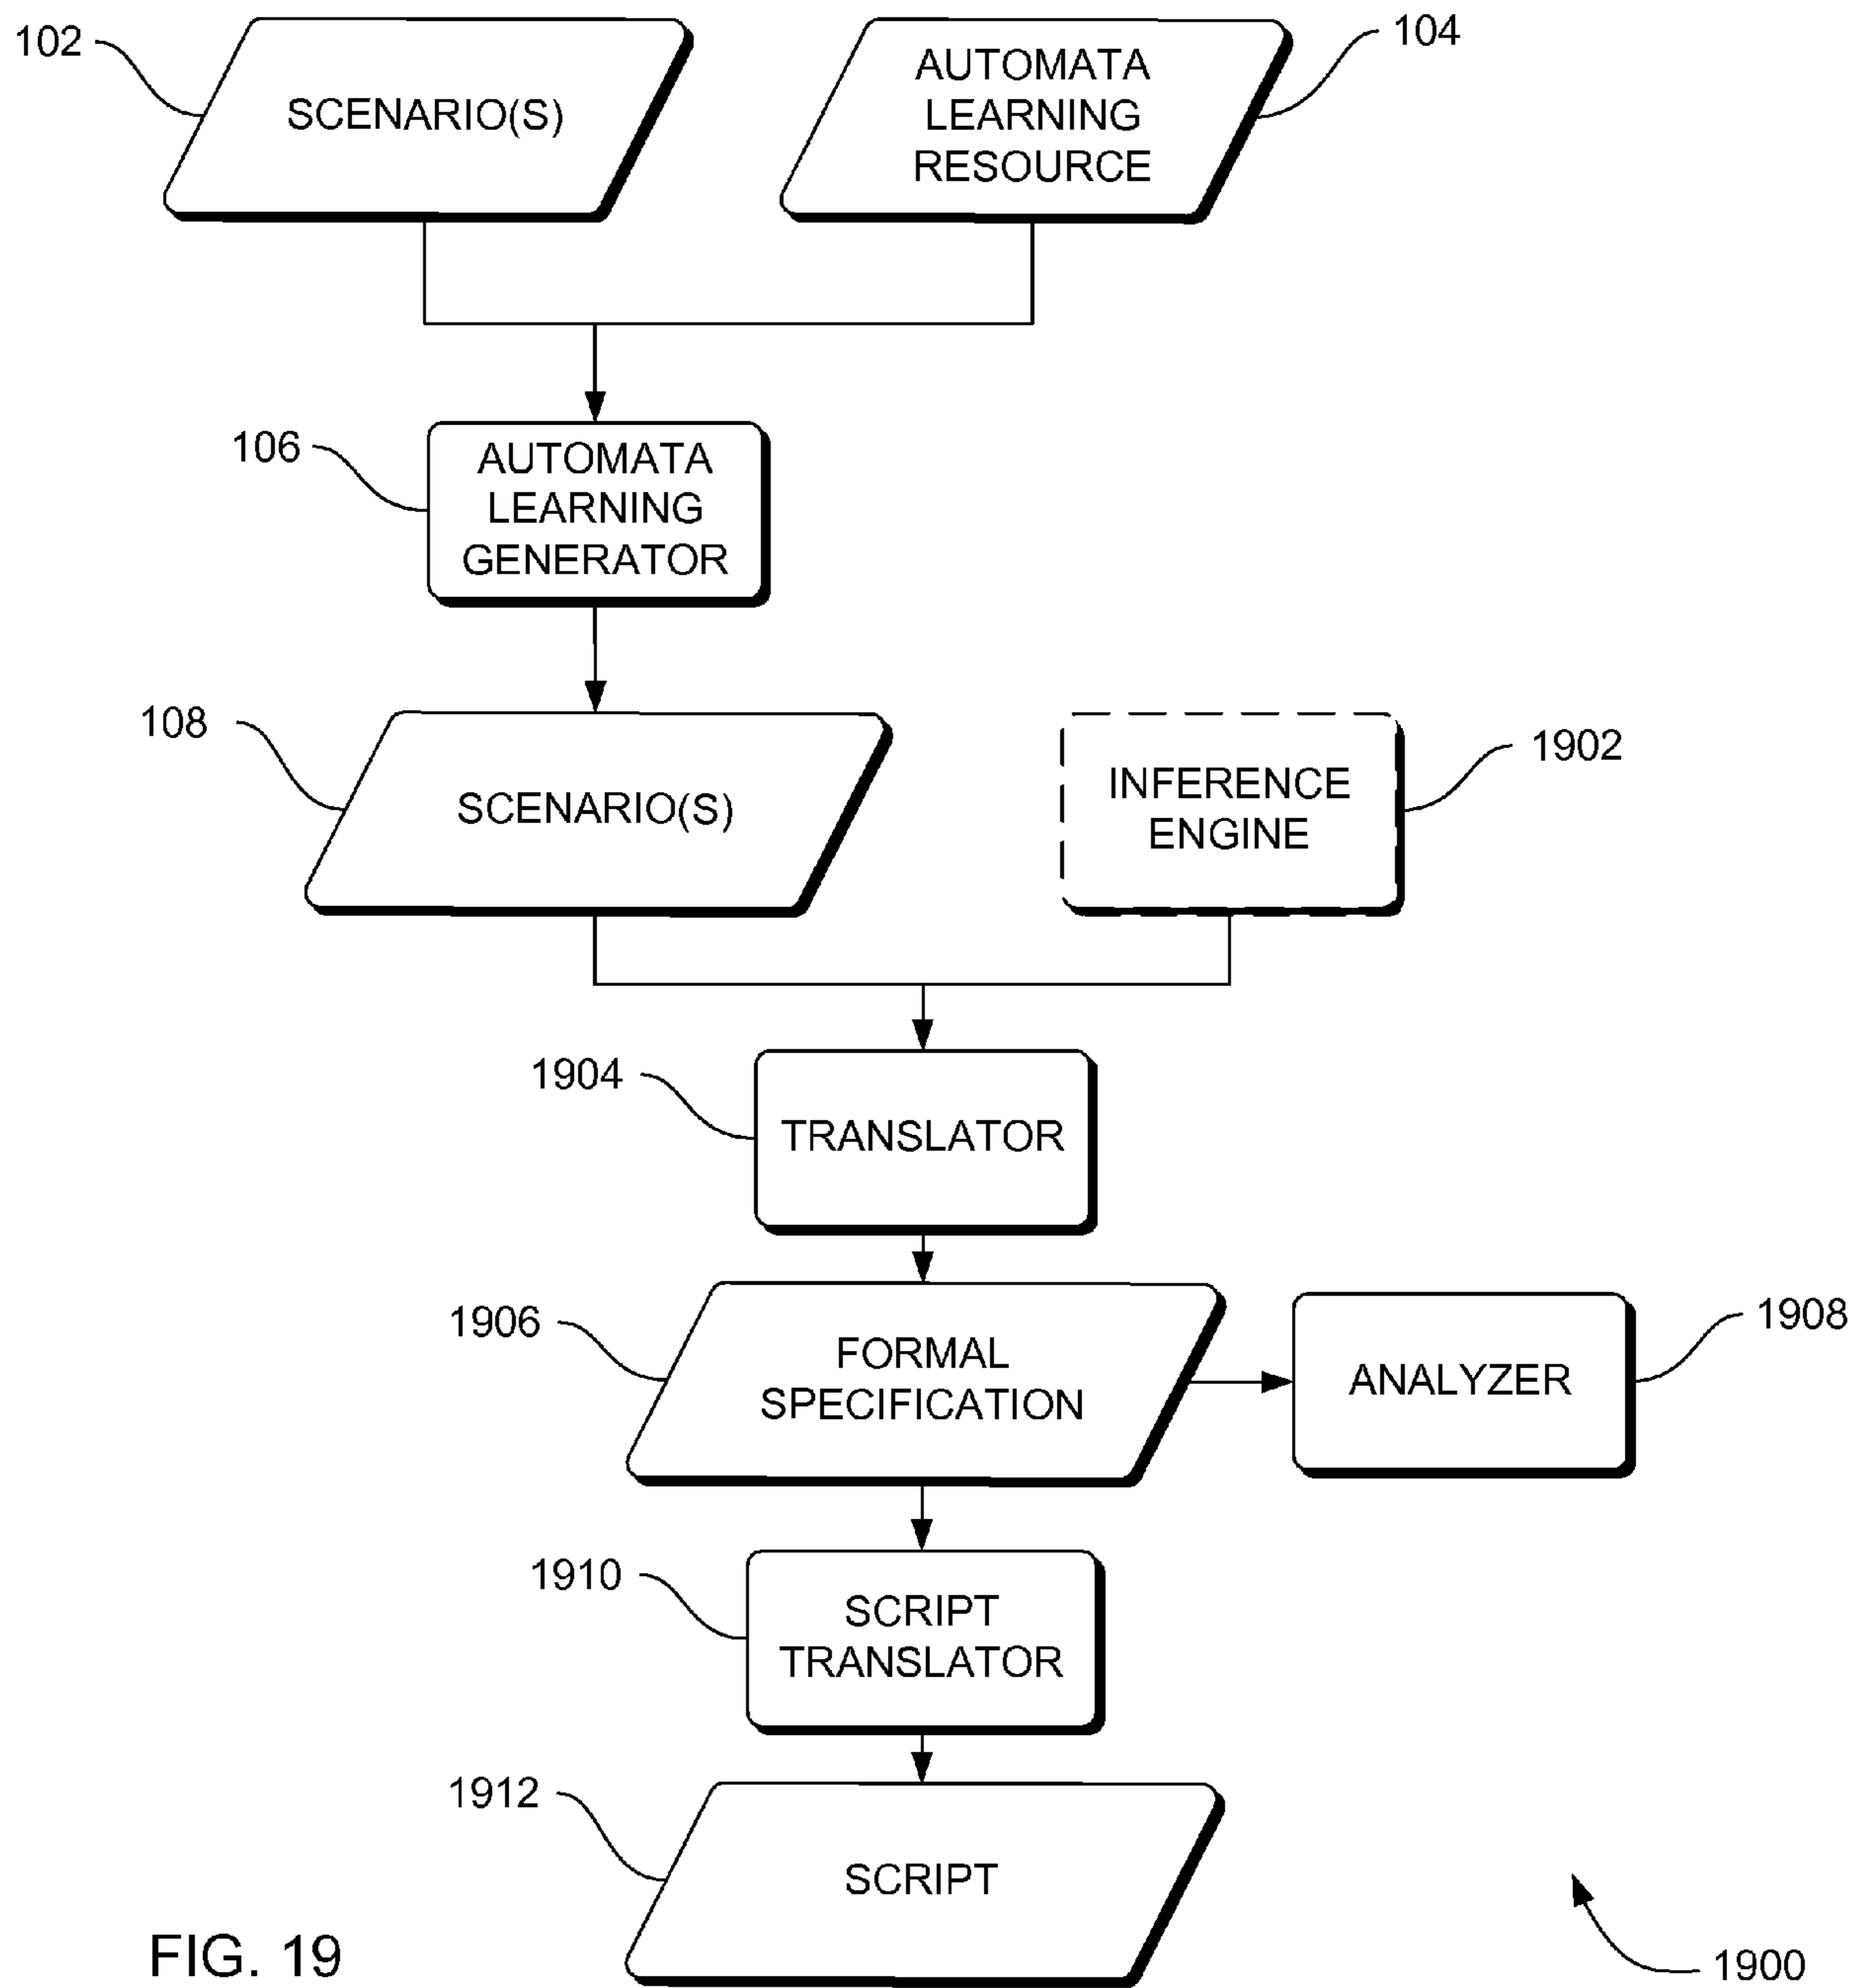 102
SCENARIO(S)
AUTOMATA
LEARNING
RESOURCE
104
106
AUTOMATA
LEARNING
GENERATOR
108
SCENARIO(S)
INFERENCE
ENGINE
1902
1904
TRANSLATOR
1906
FORMAL
SPECIFICATION
ANALYZER
1908
1910
SCRIPT
TRANSLATOR
1912
SCRIPT
FIG. 19
1900